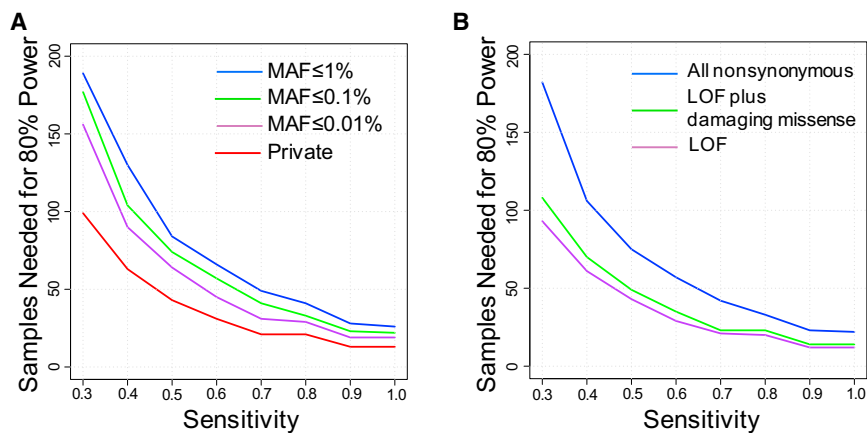 A
Samples Needed for 80% Power
200
150
100
50
0
MAF≤1%
MAF≤0.1%
MAF≤0.01%
Private
0.3 0.4 0.5 0.6 0.7 0.8 0.9 1.0
Sensitivity
B
Samples Needed for 80% Power
200
150
100
50
0
All nonsynonymous
LOF plus
damaging missense
LOF
0.3 0.4 0.5 0.6 0.7 0.8 0.9 1.0
Sensitivity